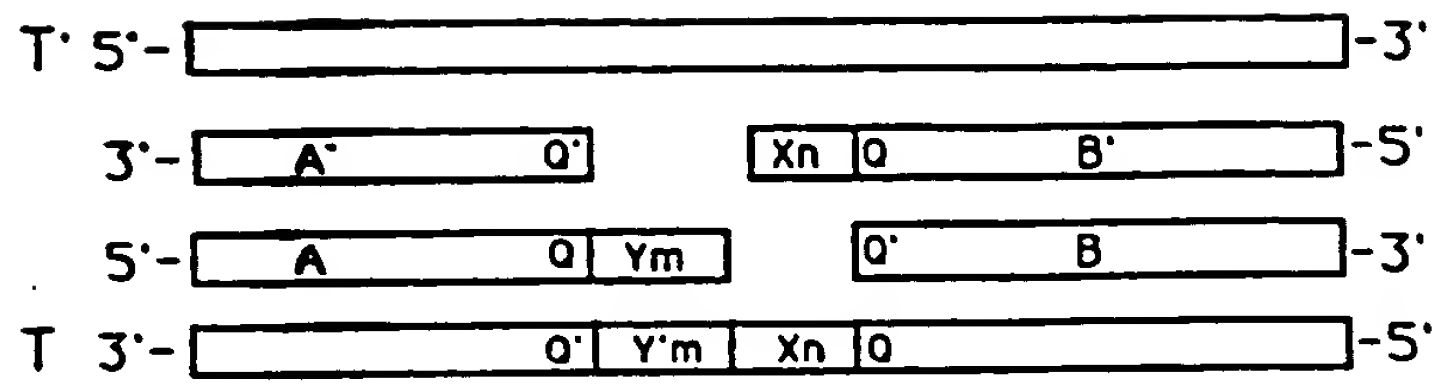 T' 5'- -3'
3'- A' Q' Xn Q B' -5'
5'- A Q Ym Q' B -3'
T 3'- Q' Y'm Xn Q -5'